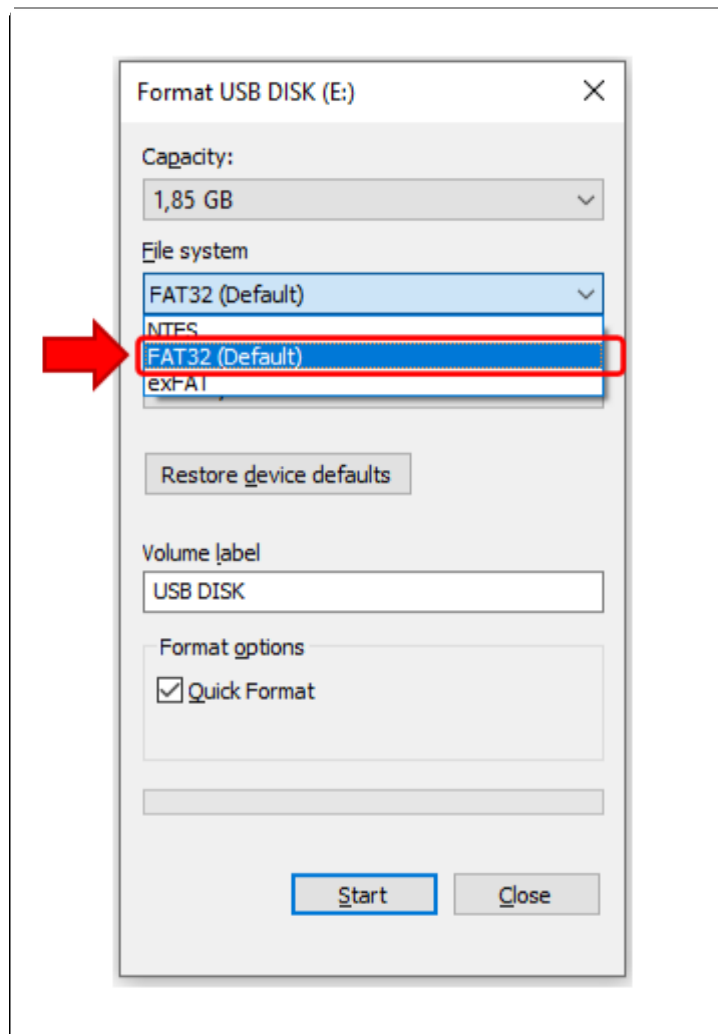 Format USB DISK (E:)
Capacity:
1,85 GB
File system
FAT32 (Default)
NTFS
FAT32 (Default)
exFAT
Restore device defaults
Volume label
USB DISK
Format options
Quick Format
Start
Close